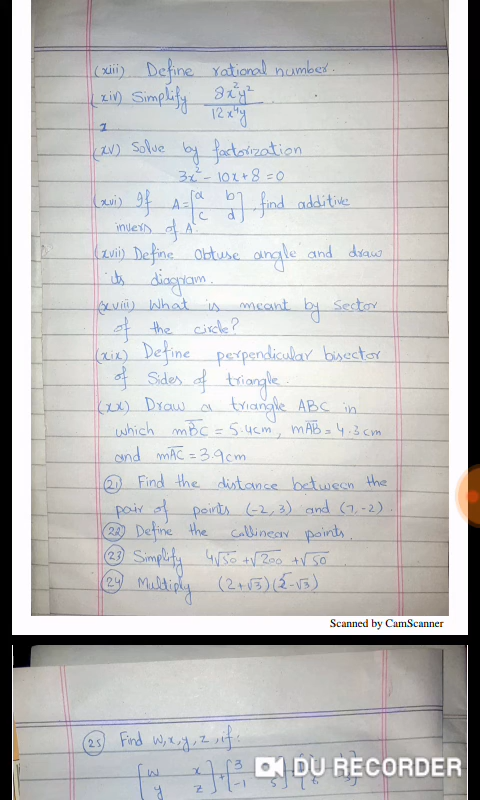 (xiii) Define rational number.
(xiv) Simplify 8x²y² / 12x⁴y
(xv) Solve by factorization
3x² - 10x + 8 = 0
(xvi) If A = [a b; c d], find additive
invers of A.
(xvii) Define Obtuse angle and draw
its diagram.
(xviii) What is meant by Sector
of the circle?
(xix) Define perpendicular bisector
of Sides of triangle.
(xx) Draw a triangle ABC in
which mBC = 5.4cm, mAB = 4.3cm
and mAC = 3.9cm
21 Find the distance between the
pair of points (-2, 3) and (7, -2).
22 Define the collinear points.
23 Simplify 4√50 + √200 + √50
24 Multiply (2+√3)(2-√3)
Scanned by CamScanner
25 Find w, x, y, z, if:
[w x; y z] + [3; -1 5]
DU RECORDER